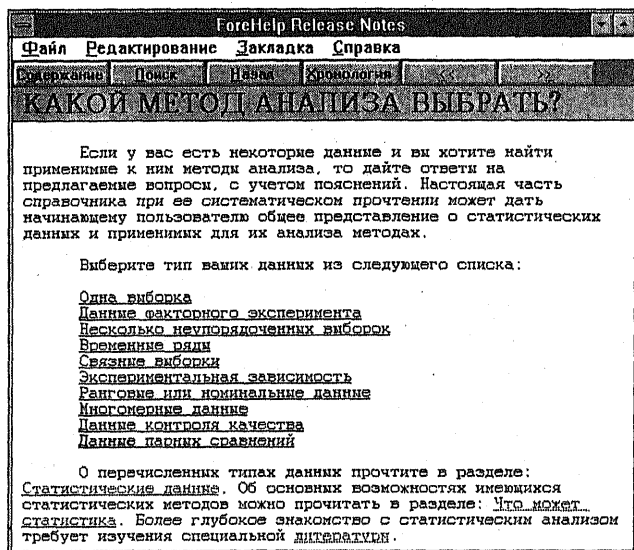 ForeHelp Release Notes
Файл Редактирование Закладка Справка
Содержание Поиск Назад Хронология << >>
КАКОЙ МЕТОД АНАЛИЗА ВЫБРАТЬ?
Если у вас есть некоторые данные и вы хотите найти
применимые к ним методы анализа, то дайте ответы на
предлагаемые вопросы, с учетом пояснений. Настоящая часть
справочника при ее систематическом прочтении может дать
начинающему пользователю общее представление о статистических
данных и применимых для их анализа методах.
Выберите тип ваших данных из следующего списка:
Одна выборка
Данные факторного эксперимента
Несколько неупорядоченных выборок
Временные ряды
Связные выборки
Экспериментальная зависимость
Ранговые или номинальные данные
Многомерные данные
Данные контроля качества
Данные парных сравнений
О перечисленных типах данных прочтите в разделе:
Статистические данные. Об основных возможностях имеющихся
статистических методов можно прочитать в разделе: Что может
статистика. Более глубокое знакомство с статистическим анализом
требует изучения специальной литературы.